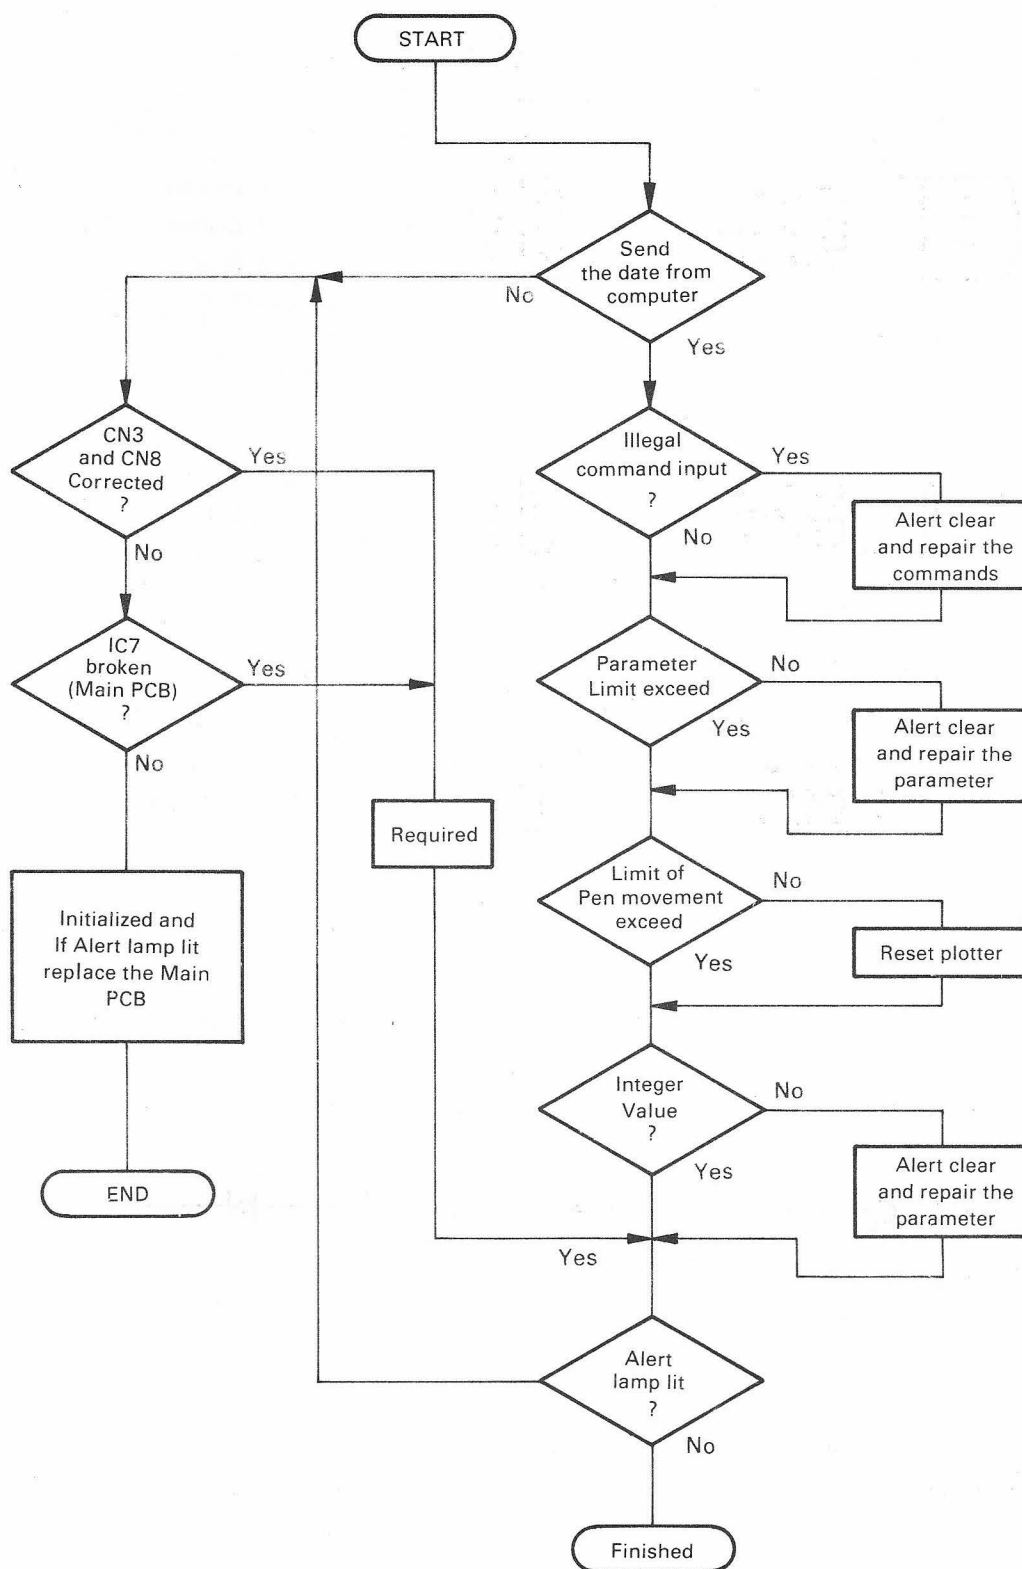 START
Send
the date from
computer
No
Yes
CN3
and CN8
Corrected
?
Yes
No
Illegal
command input
?
Yes
No
Alert clear
and repair the
commands
IC7
broken
(Main PCB)
?
Yes
No
Parameter
Limit exceed
No
Yes
Alert clear
and repair the
parameter
Required
Limit of
Pen movement
exceed
No
Yes
Reset plotter
Initialized and
If Alert lamp lit
replace the Main
PCB
Integer
Value
?
No
Yes
Alert clear
and repair the
parameter
END
Yes
Alert
lamp lit
?
No
Finished